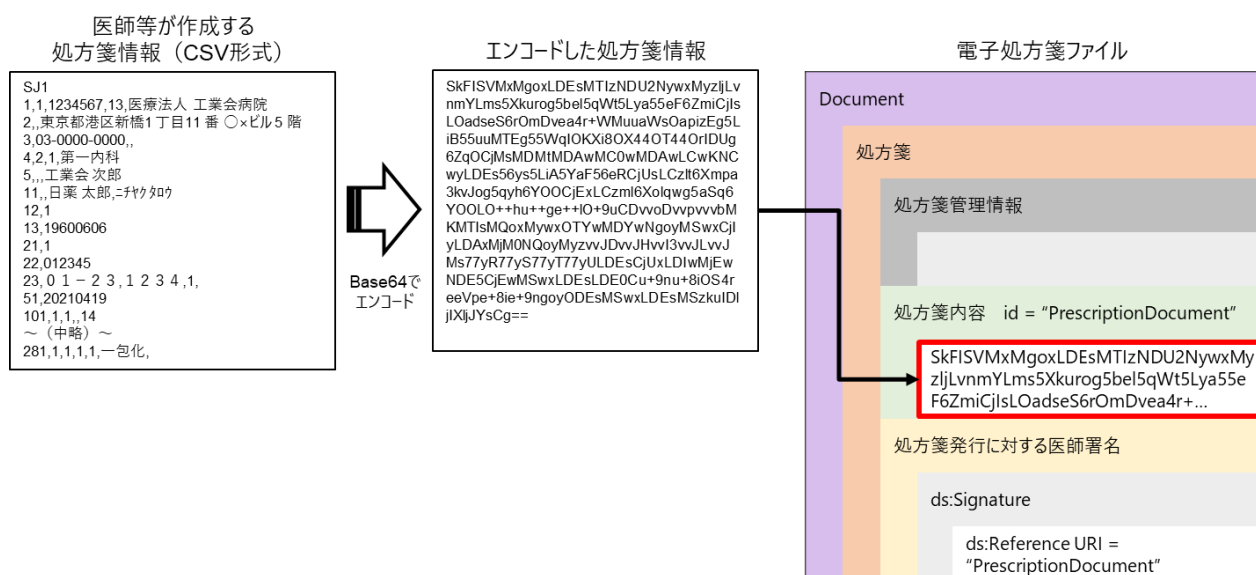 医師等が作成する
処方箋情報（CSV形式）
SJ1
1,1,1234567,13,医療法人 工業会病院
2,,東京都港区新橋1丁目11番 ○×ビル5階
3,03-0000-0000,,
4,2,1,第一内科
5,,,工業会 次郎
11,,日薬 太郎,ﾆﾁﾔｸ ﾀﾛｳ
12,1
13,19600606
21,1
22,012345
23,０１－２３,１２３４,1,
51,20210419
101,1,1,,14
～（中略）～
281,1,1,1,1,一包化,
Base64で
エンコード
エンコードした処方箋情報
SkFISVMxMgoxLDEsMTIzNDU2NywxMyzljLv
nmYLms5Xkurog5bel5qWt5Lya55eF6ZmiCjIs
LOadseS6rOmDvea4r+WMuuaWsOapizEg5L
iB55uuMTEg55WqIOKXi8OX44OT44OrIDUg
6ZqOCjMsMDMtMDAwMC0wMDAwLCwKNC
wyLDEs56ys5LiA5YaF56eRCjUsLCzlt6Xmpa
3kvJog5qyh6YOOCjExLCzml6Xolqwg5aSq6
YOOLO++hu++ge++lO+9uCDvvoDvvpvvvbM
KMTIsMQoxMywxOTYwMDYwNgoyMSwxCjI
yLDAxMjM0NQoyMyzvvJDvvJHvvI3vvJLvvJ
Ms77yR77yS77yT77yULDEsCjUxLDIwMjEw
NDE5CjEwMSwxLDEsLDE0Cu+9nu+8iOS4r
eeVpe+8ie+9ngoyODEsMSwxLDEsMSzkuIDl
jIXljJYsCg==
電子処方箋ファイル
Document
処方箋
処方箋管理情報
処方箋内容 id = “PrescriptionDocument”
SkFISVMxMgoxLDEsMTIzNDU2NywxMy
zljLvnmYLms5Xkurog5bel5qWt5Lya55e
F6ZmiCjIsLOadseS6rOmDvea4r+...
処方箋発行に対する医師署名
ds:Signature
ds:Reference URI =
“PrescriptionDocument”